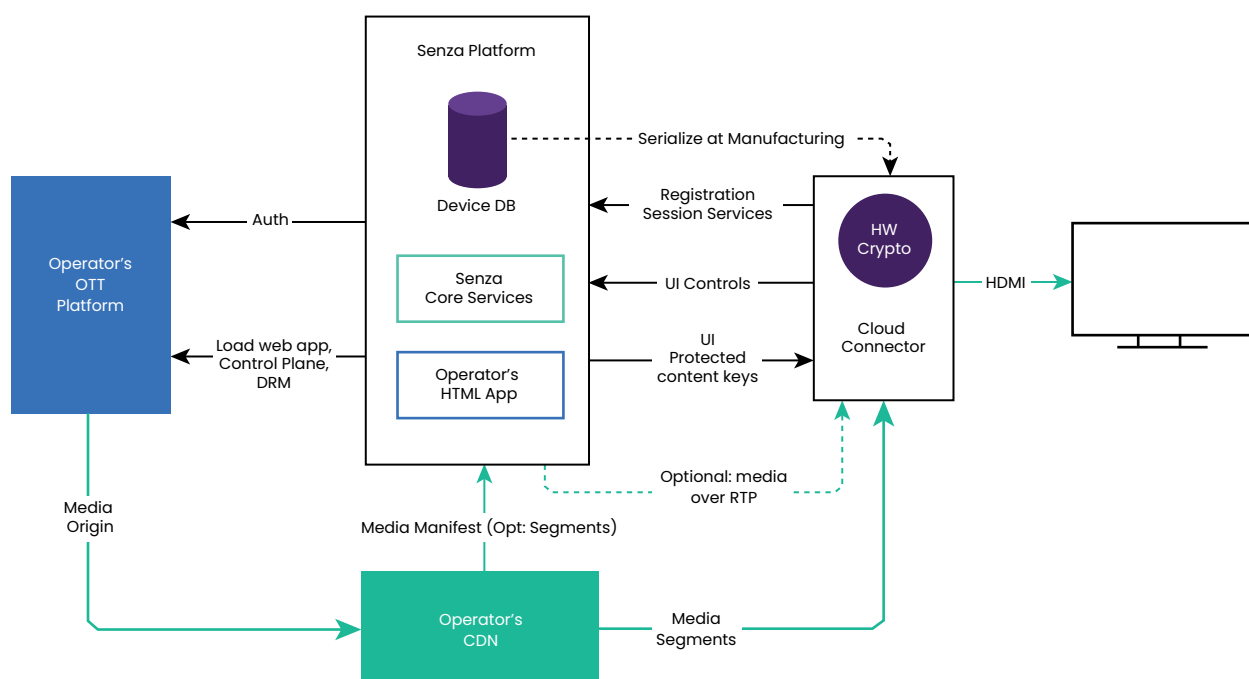 Senza Platform
Serialize at Manufacturing
Device DB
Registration
Session Services
HW
Crypto
Auth
Operator's
OTT
Platform
Senza
Core Services
UI Controls
HDMI
Cloud
Connector
Load web app,
Control Plane,
DRM
Operator's
HTML App
UI
Protected
content keys
Optional: media
over RTP
Media
Origin
Media Manifest (Opt: Segments)
Operator's
CDN
Media
Segments